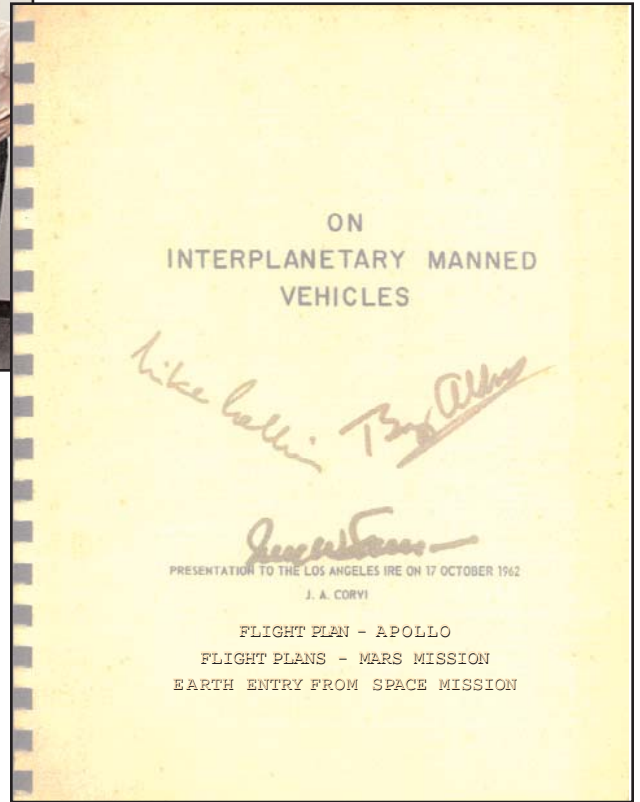 ON
INTERPLANETARY MANNED
VEHICLES
Mike Collins Buzz Aldrin
PRESENTATION TO THE LOS ANGELES IRE ON 17 OCTOBER 1962
J. A. CORVI
FLIGHT PLAN - APOLLO
FLIGHT PLANS - MARS MISSION
EARTH ENTRY FROM SPACE MISSION